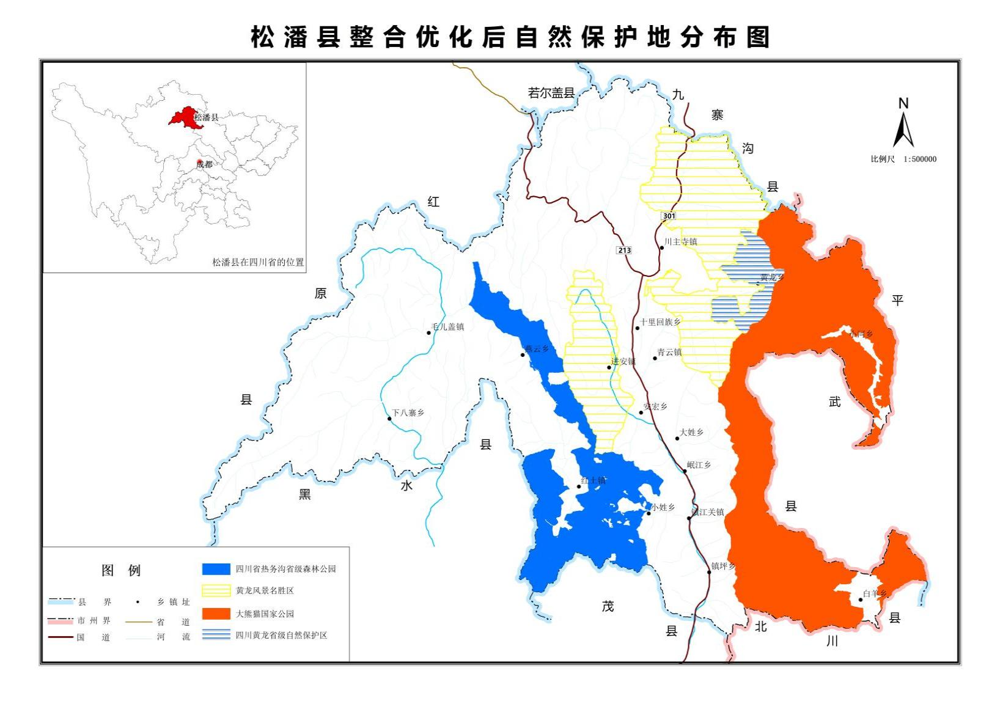 松潘县整合优化后自然保护地分布图
松潘县
成都
松潘县在四川省的位置
N
比例尺 1:500000
若尔盖县
九
寨
沟
县
红
原
县
黑
水
县
茂
县
北
川
县
平
武
县
301
213
川主寺镇
黄龙乡
十里回族乡
青云镇
进安镇
安宏乡
大姓乡
岷江乡
镇江关镇
镇坪乡
小姓乡
红土镇
燕云乡
毛儿盖镇
下八寨乡
小河乡
白羊乡
图例
县界
乡镇址
市州界
省道
国道
河流
四川省热务沟省级森林公园
黄龙风景名胜区
大熊猫国家公园
四川黄龙省级自然保护区